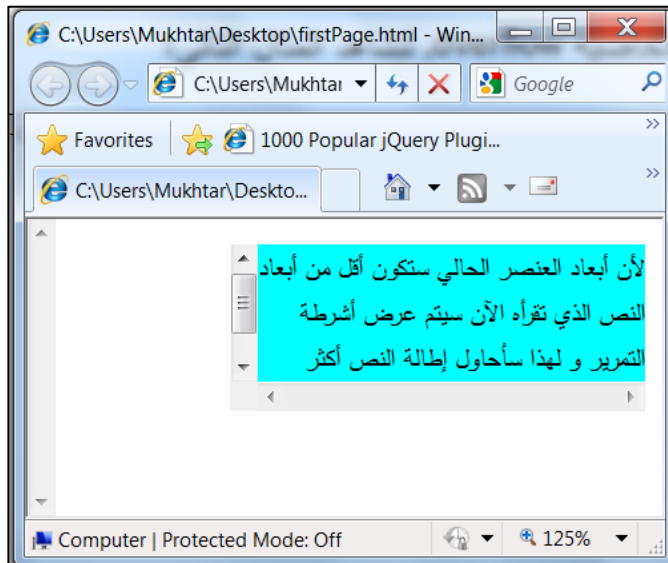 C:\Users\Mukhtar\Desktop\firstPage.html - Win...
C:\Users\Mukhtar
Google
Favorites
1000 Popular jQuery Plugi...
C:\Users\Mukhtar\Deskto...
لأن أبعاد العنصر الحالي ستكون أقل من أبعاد
النص الذي تقرأه الآن سيتم عرض أشرطة
التمرير و لهذا سأحاول إطالة النص أكثر
Computer | Protected Mode: Off
125%